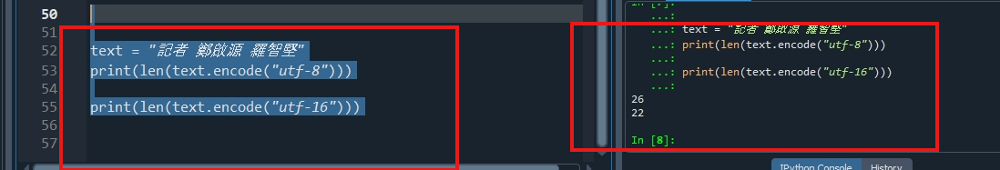 50
51
52 text = "記者 鄭啟源 羅智堅"
53 print(len(text.encode("utf-8")))
54
55 print(len(text.encode("utf-16")))
56
57
...:
...: text = "記者 鄭啟源 羅智堅"
...: print(len(text.encode("utf-8")))
...:
...: print(len(text.encode("utf-16")))
...:
26
22
In [8]:
IPython Console History